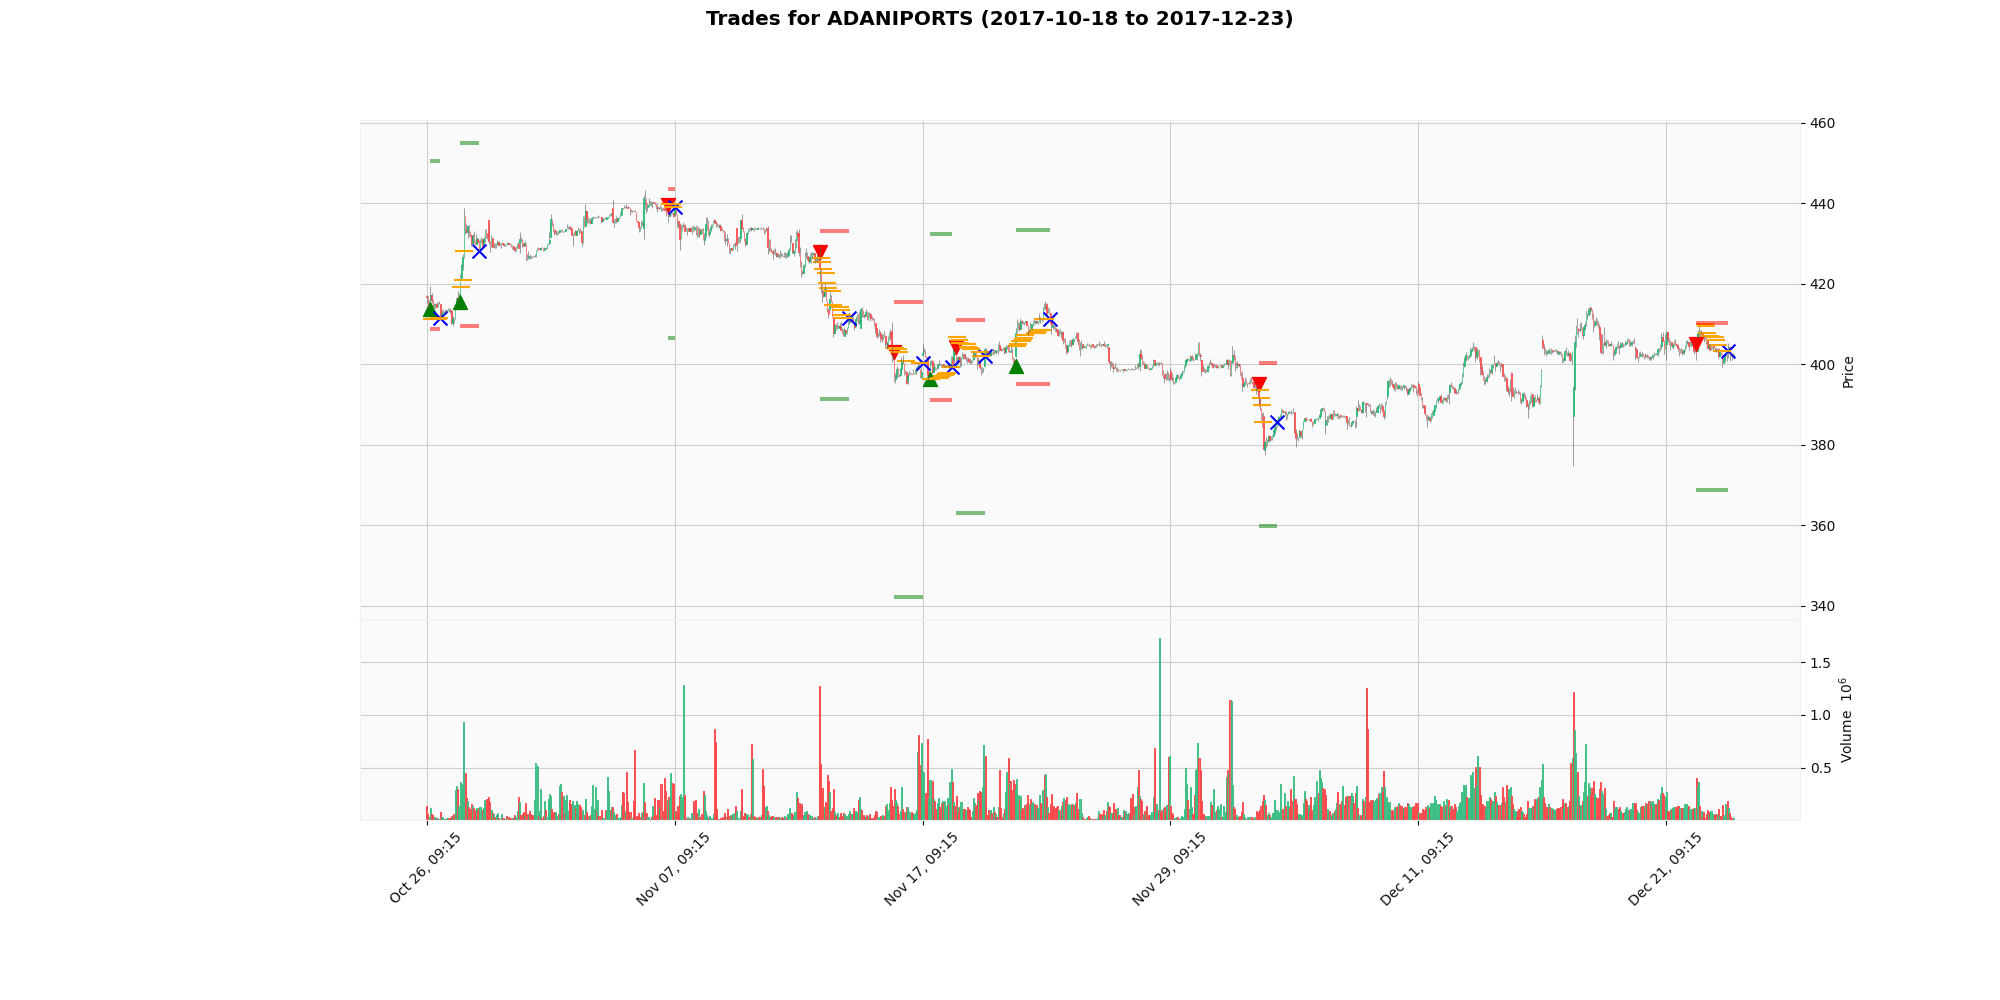 Trades for ADANIPORTS (2017-10-18 to 2017-12-23)
460
440
420
400
380
360
340
Price
1.5
1.0
0.5
Volume 10^6
Oct 26, 09:15
Nov 07, 09:15
Nov 17, 09:15
Nov 29, 09:15
Dec 11, 09:15
Dec 21, 09:15